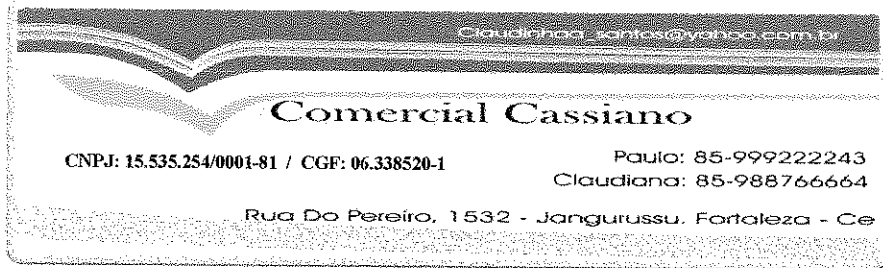 Claudinhaa_santos@yahoo.com.br
Comercial Cassiano
CNPJ: 15.535.254/0001-81 / CGF: 06.338520-1
Paulo: 85-999222243
Claudiana: 85-988766664
Rua Do Pereiro, 1532 - Jangurussu. Fortaleza - Ce